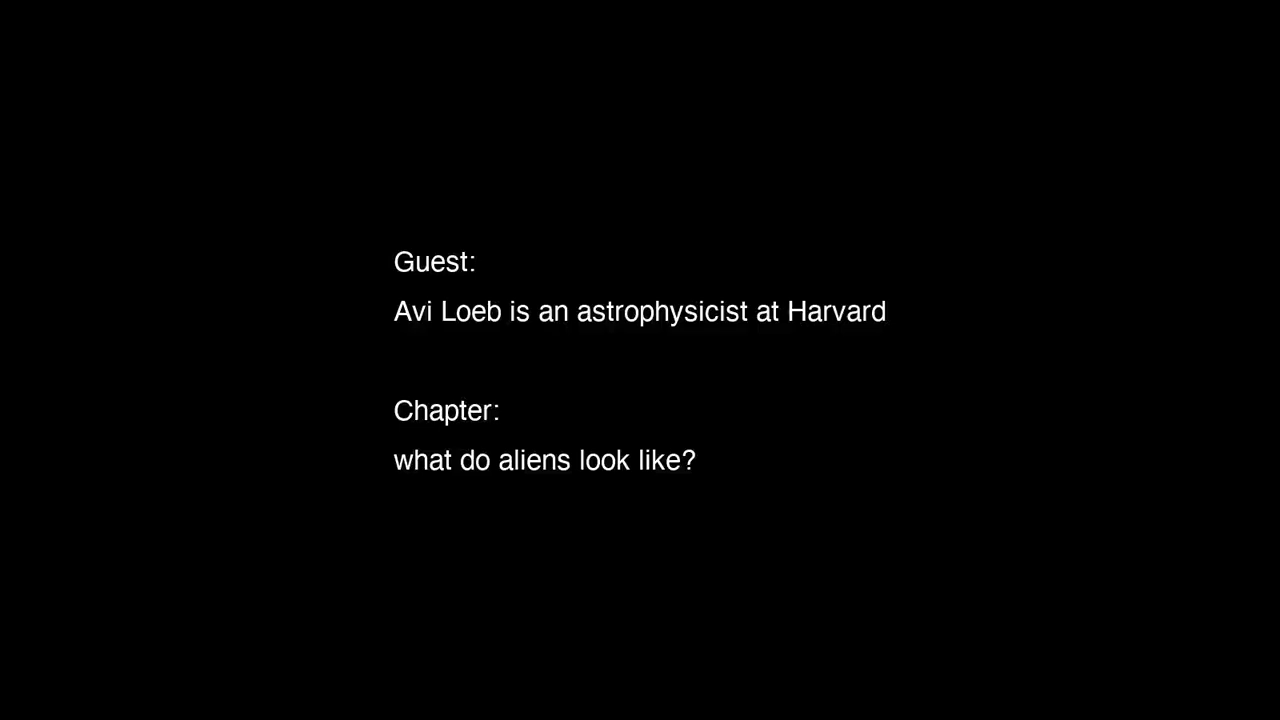 Guest:
Avi Loeb is an astrophysicist at Harvard
Chapter:
what do aliens look like?